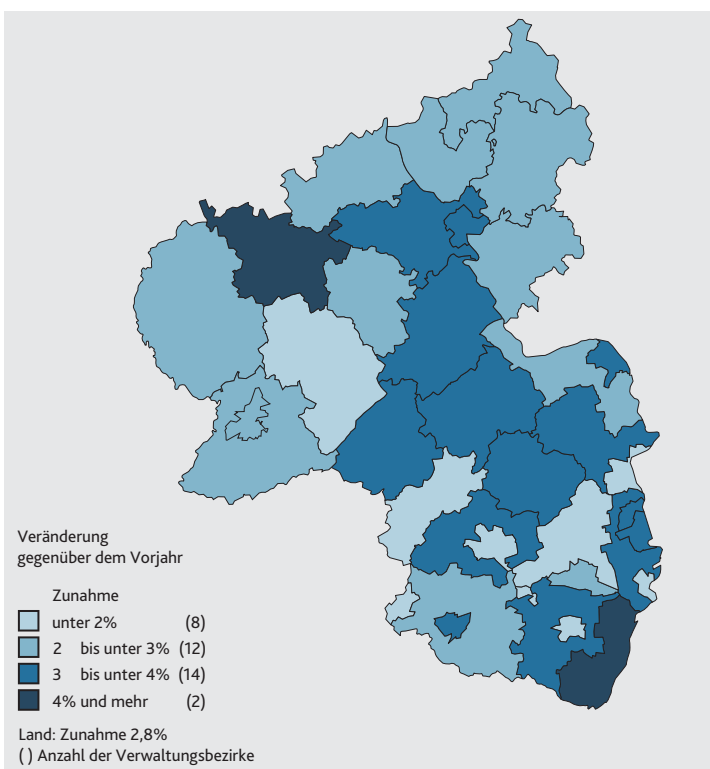 Veränderung
gegenüber dem Vorjahr
Zunahme
unter 2% (8)
2 bis unter 3% (12)
3 bis unter 4% (14)
4% und mehr (2)
Land: Zunahme 2,8%
( ) Anzahl der Verwaltungsbezirke